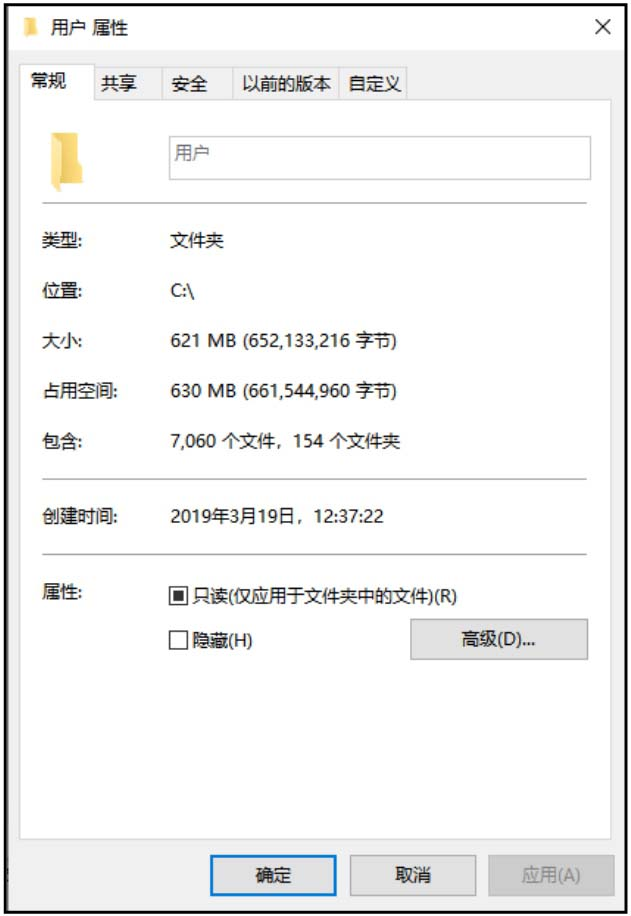 用户 属性
常规 共享 安全 以前的版本 自定义
用户
类型: 文件夹
位置: C:\
大小: 621 MB (652,133,216 字节)
占用空间: 630 MB (661,544,960 字节)
包含: 7,060 个文件，154 个文件夹
创建时间: 2019年3月19日，12:37:22
属性: 只读(仅应用于文件夹中的文件)(R)
隐藏(H) 高级(D)...
确定 取消 应用(A)